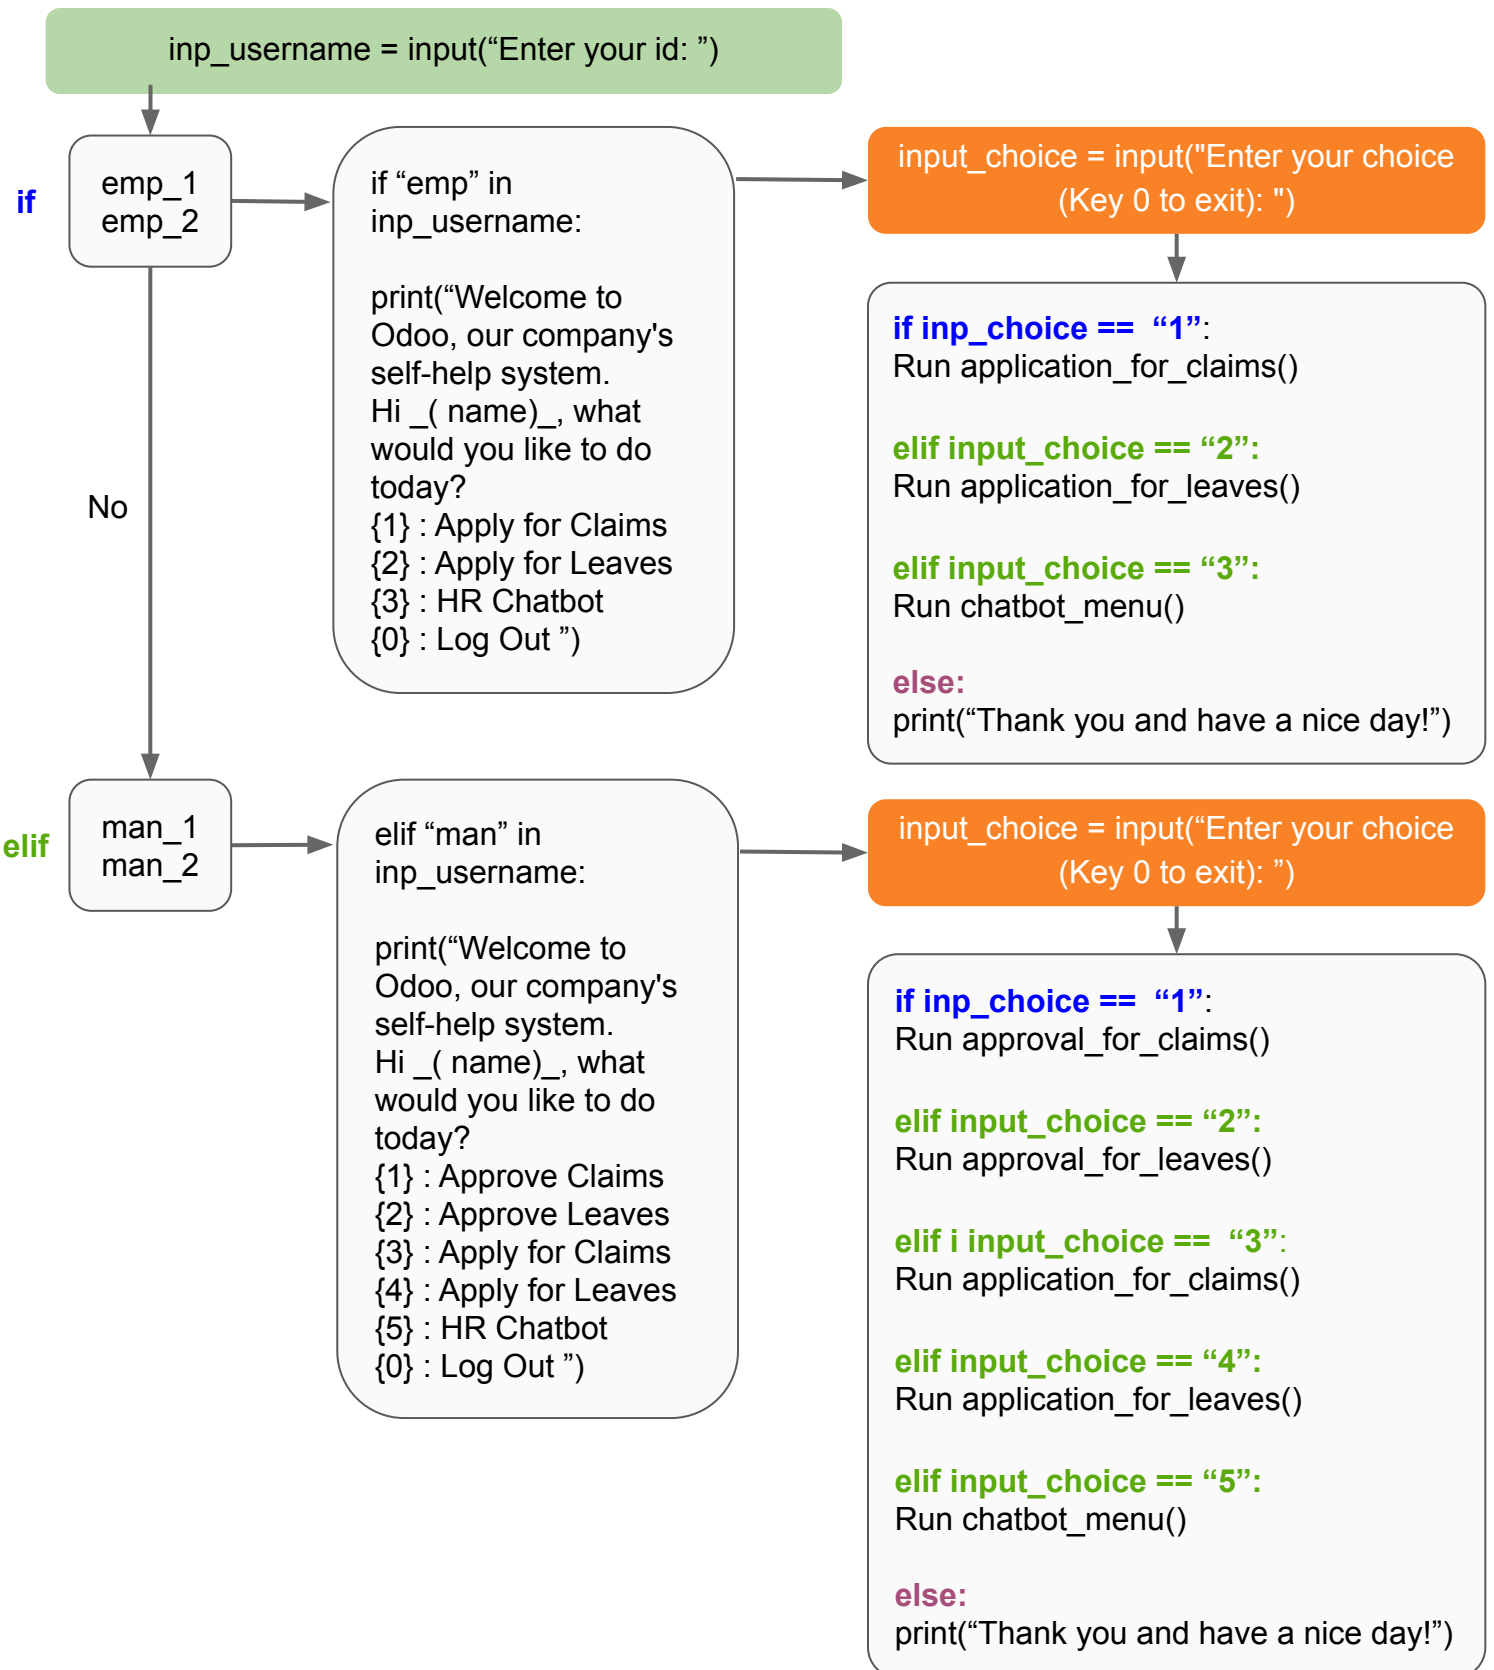 inp_username = input(“Enter your id: ”)
if
emp_1
emp_2
if “emp” in
inp_username:
print(“Welcome to
Odoo, our company's
self-help system.
Hi _( name)_, what
would you like to do
today?
{1} : Apply for Claims
{2} : Apply for Leaves
{3} : HR Chatbot
{0} : Log Out ”)
input_choice = input("Enter your choice
(Key 0 to exit): ")
if inp_choice ==  “1”:
Run application_for_claims()
elif input_choice == “2”:
Run application_for_leaves()
elif input_choice == “3”:
Run chatbot_menu()
else:
print(“Thank you and have a nice day!”)
No
elif
man_1
man_2
elif “man” in
inp_username:
print(“Welcome to
Odoo, our company's
self-help system.
Hi _( name)_, what
would you like to do
today?
{1} : Approve Claims
{2} : Approve Leaves
{3} : Apply for Claims
{4} : Apply for Leaves
{5} : HR Chatbot
{0} : Log Out ”)
input_choice = input(“Enter your choice
(Key 0 to exit): ”)
if inp_choice ==  “1”:
Run approval_for_claims()
elif input_choice == “2”:
Run approval_for_leaves()
elif i input_choice ==  “3”:
Run application_for_claims()
elif input_choice == “4”:
Run application_for_leaves()
elif input_choice == “5”:
Run chatbot_menu()
else:
print(“Thank you and have a nice day!”)